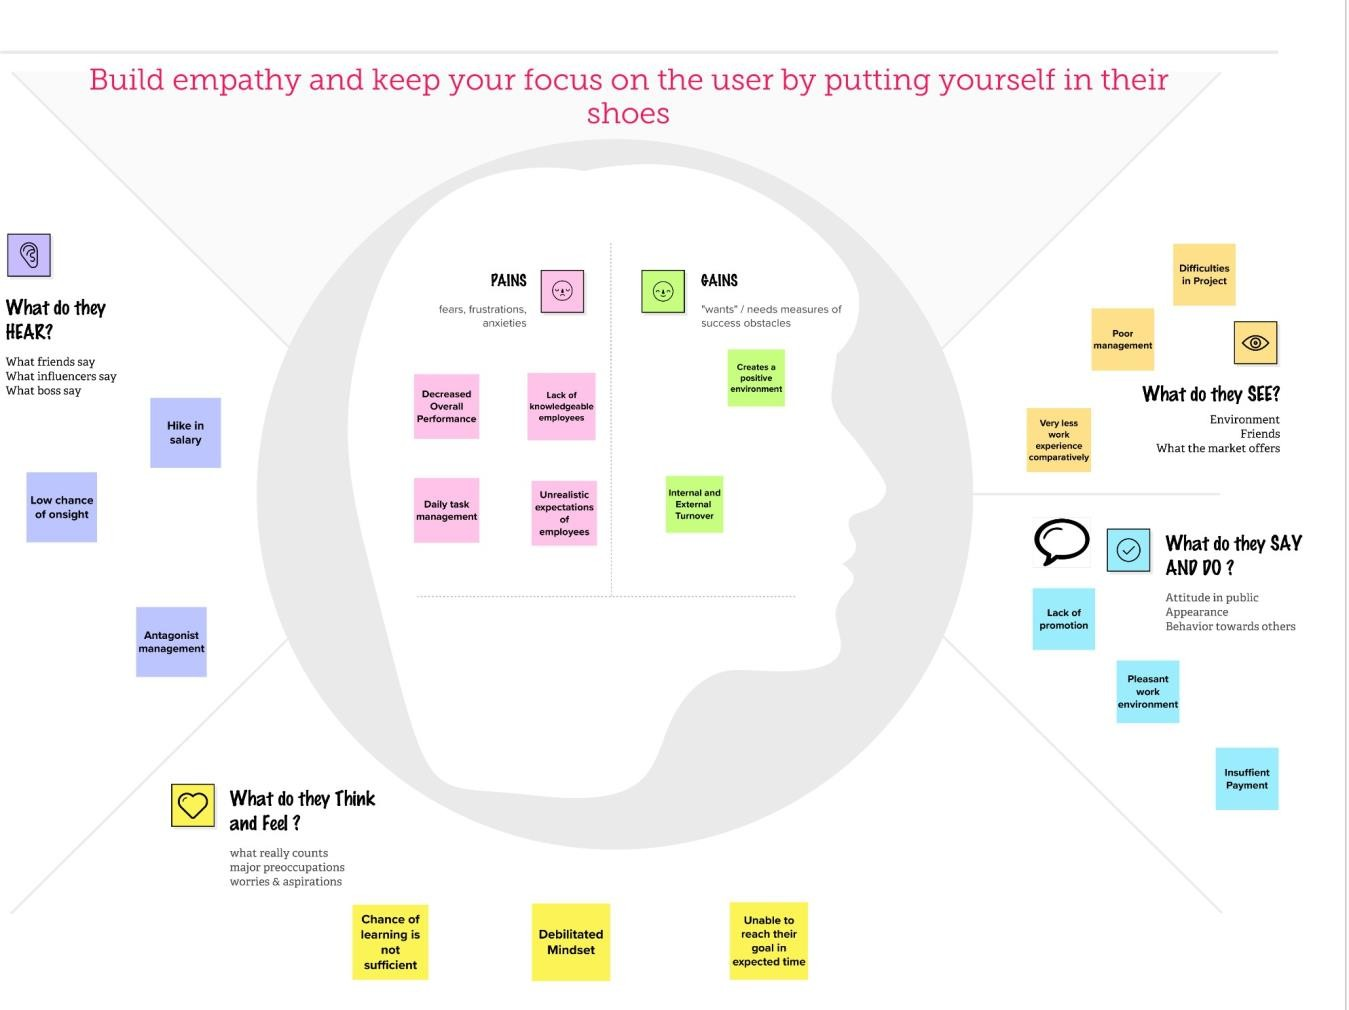 Build empathy and keep your focus on the user by putting yourself in their
shoes
What do they
HEAR?
What friends say
What influencers say
What boss say
Hike in
salary
Low chance
of onsight
Antagonist
management
PAINS
fears, frustrations,
anxieties
Decreased
Overall
Performance
Lack of
knowledgeable
employees
Daily task
management
Unrealistic
expectations
of
employees
GAINS
"wants" / needs measures of
success obstacles
Creates a
positive
environment
Internal and
External
Turnover
Difficulties
in Project
Poor
management
What do they SEE?
Environment
Friends
What the market offers
Very less
work
experience
comparatively
What do they SAY
AND DO ?
Attitude in public
Appearance
Behavior towards others
Lack of
promotion
Pleasant
work
environment
Insuffient
Payment
What do they Think
and Feel ?
what really counts
major preoccupations
worries & aspirations
Chance of
learning is
not
sufficient
Debilitated
Mindset
Unable to
reach their
goal in
expected time